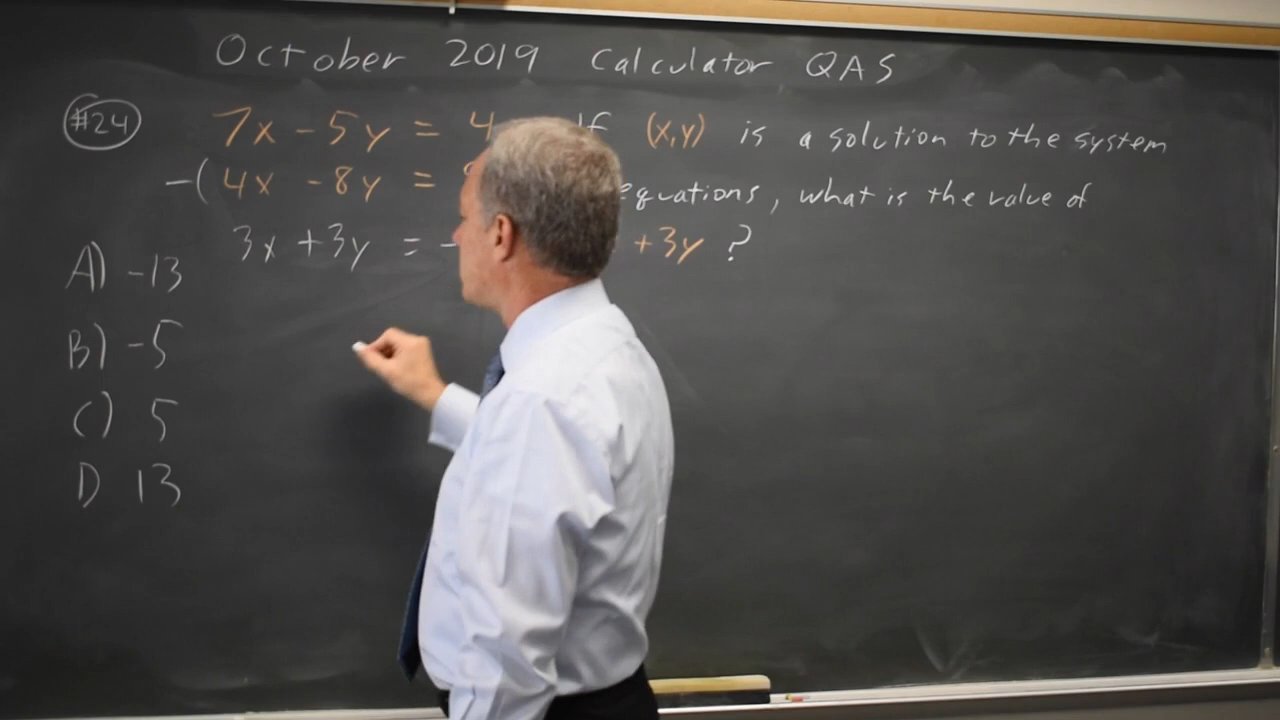 October 2019 Calculator QAS
#24
7x - 5y = 4 If (x,y) is a solution to the system
-(4x - 8y = equations, what is the value of
3x + 3y = - + 3y ?
A) -13
B) -5
C) 5
D 13